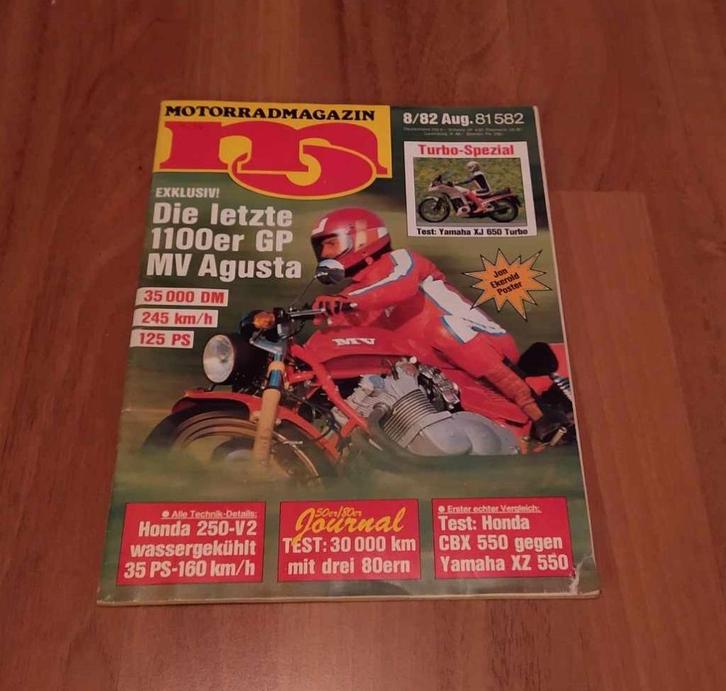 MOTORRADMAGAZIN
8/82 Aug. 81582
EXKLUSIV!
Die letzte
1100er GP
MV Agusta
35 000 DM
245 km/h
125 PS
Turbo-Spezial
Test: Yamaha XJ 650 Turbo
Jon
Ekerold
Poster
MV
Alle Technik-Details:
Honda 250-V2
wassergekühlt
35 PS-160 km/h
50er/80er
Journal
TEST: 30 000 km
mit drei 80ern
Erster echter Vergleich:
Test: Honda
CBX 550 gegen
Yamaha XZ 550